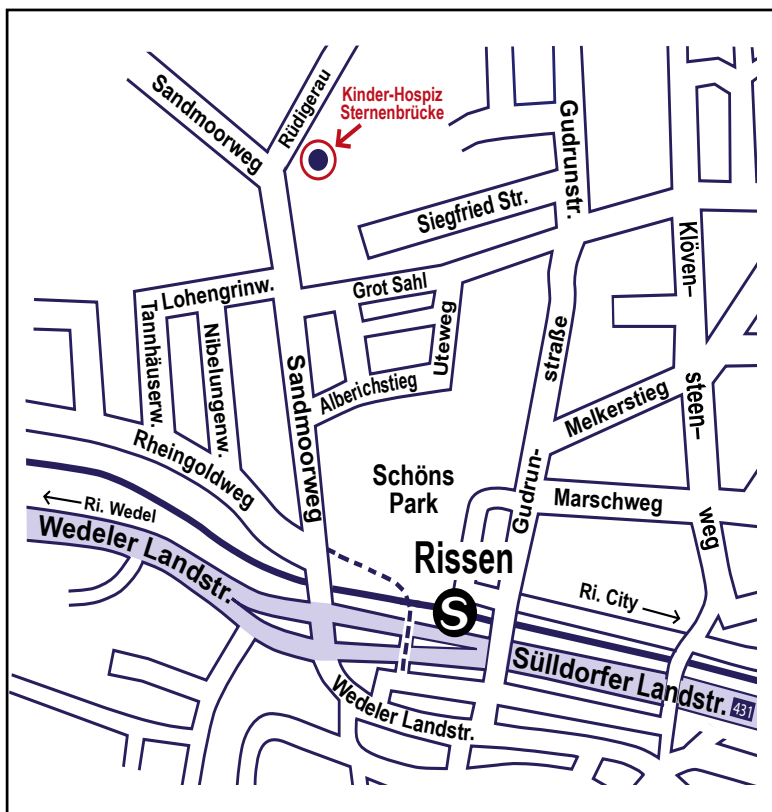 Sandmoorweg
Rüdigerau
Kinder-Hospiz
Sternenbrücke
Gudrunstr.
Siegfried Str.
Klöven–
Lohengrinw.
Grot Sahl
Tannhäuserw.
Nibelungenw.
Uteweg
straße
Sandmoorweg
Alberichstieg
Melkerstieg
steen–
Rheingoldweg
Schöns
Park
Gudrun-
Marschweg
weg
Ri. Wedel
Wedeler Landstr.
Rissen
S
Ri. City
Sülldorfer Landstr.
431
Wedeler Landstr.